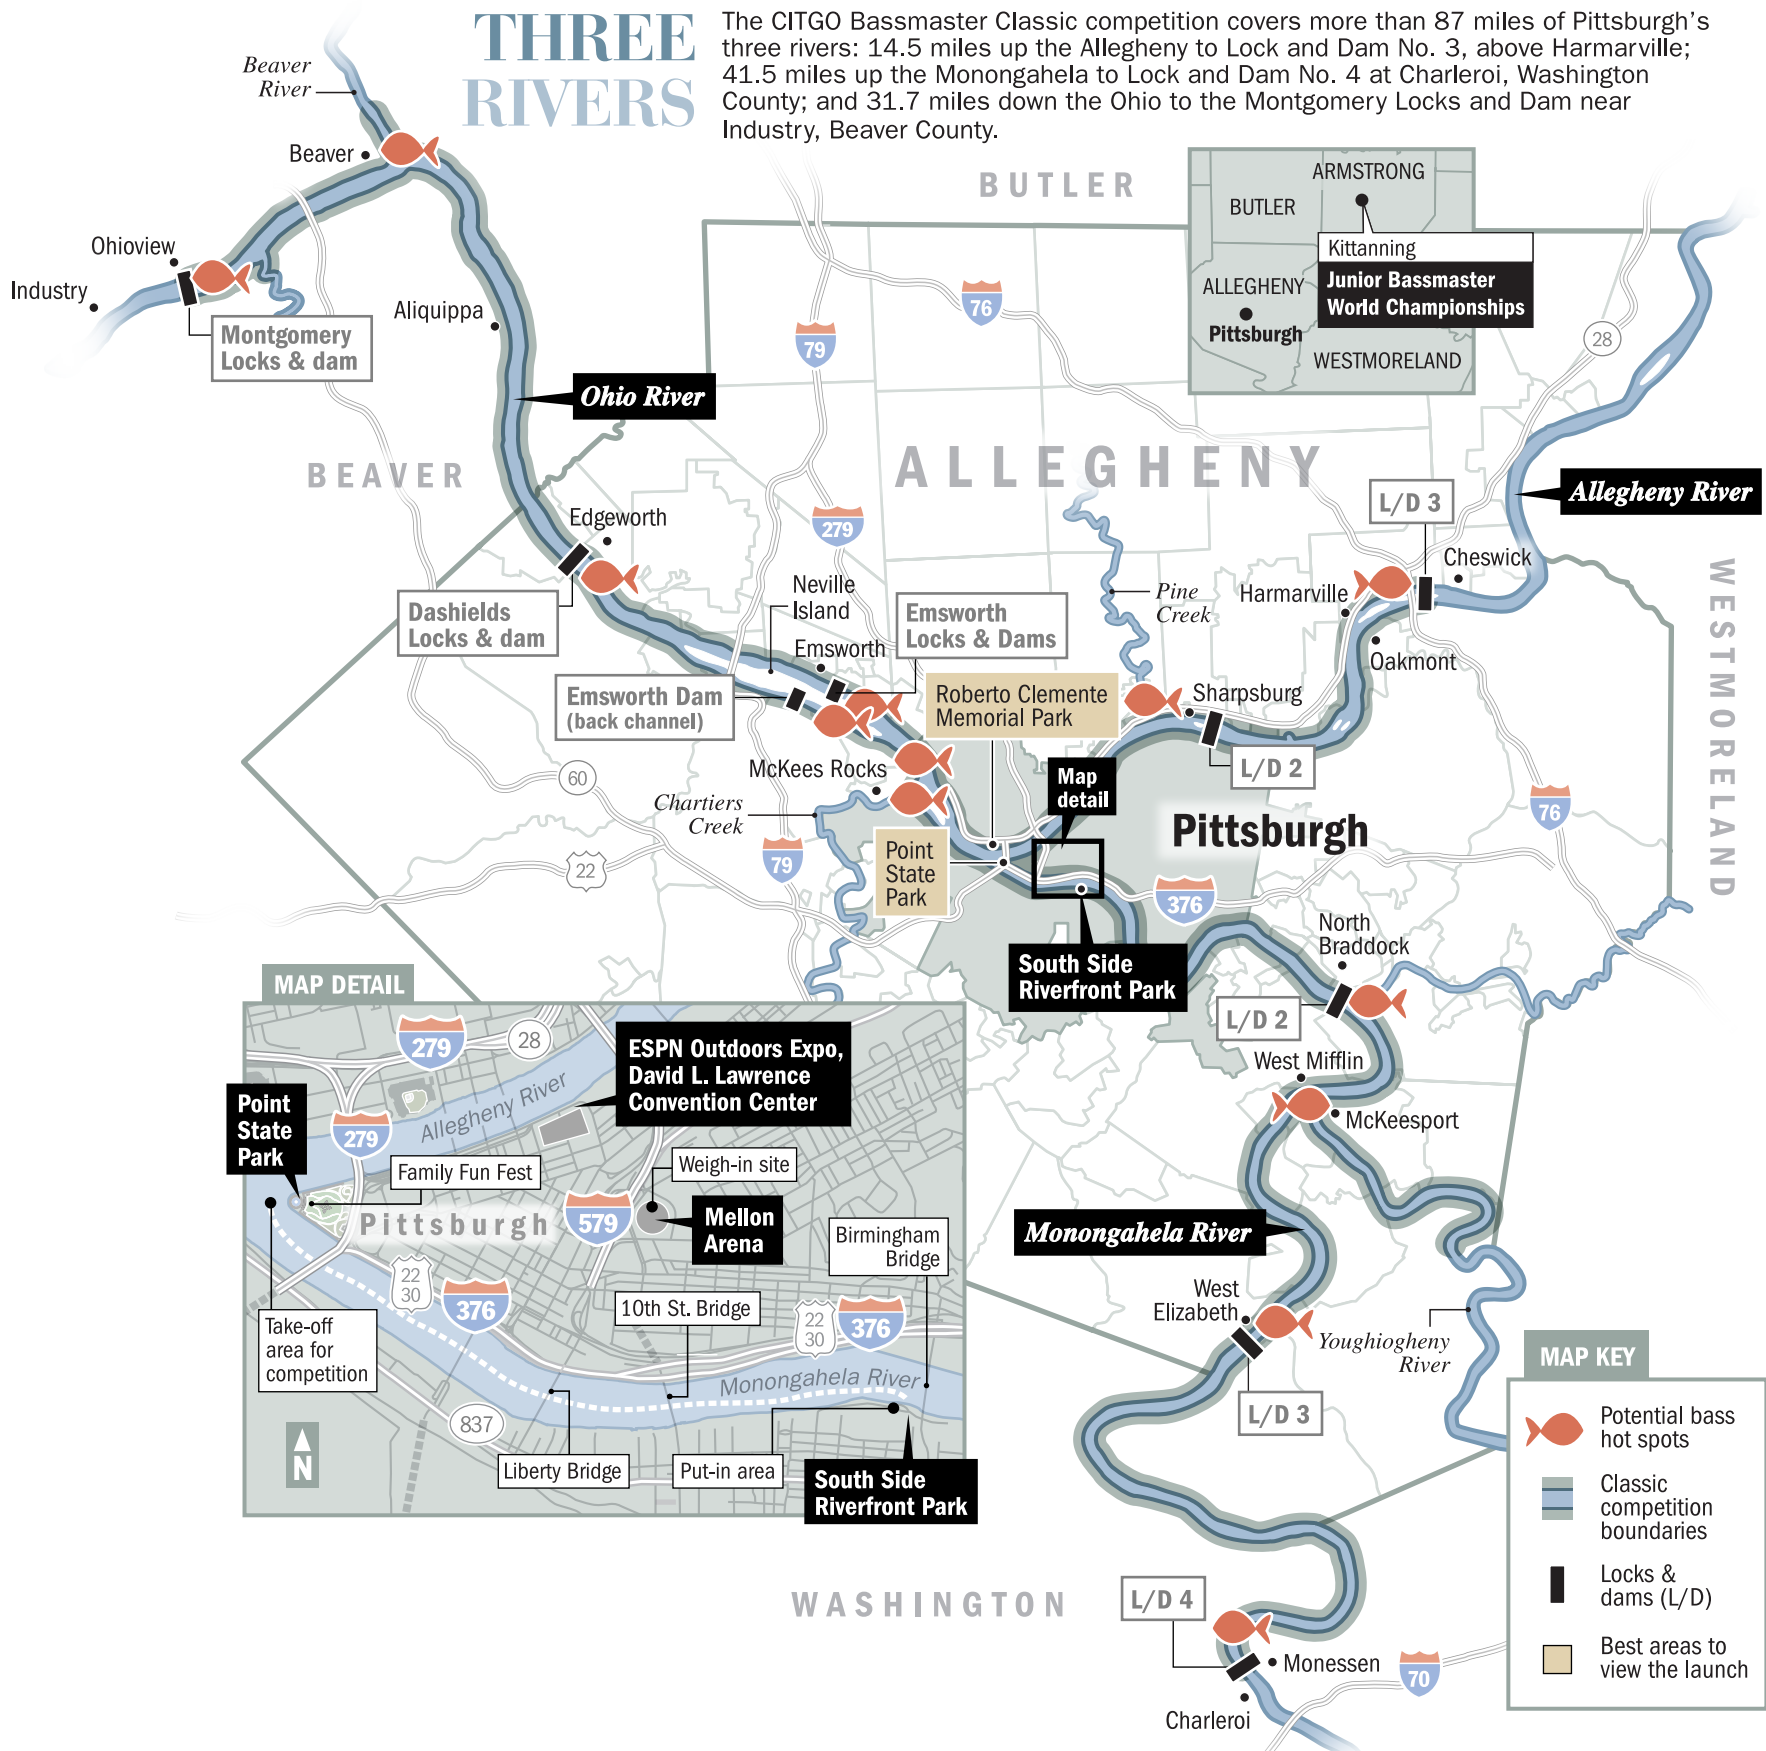 THREE
RIVERS
The CITGO Bassmaster Classic competition covers more than 87 miles of Pittsburgh's
three rivers: 14.5 miles up the Allegheny to Lock and Dam No. 3, above Harmarville;
41.5 miles up the Monongahela to Lock and Dam No. 4 at Charleroi, Washington
County; and 31.7 miles down the Ohio to the Montgomery Locks and Dam near
Industry, Beaver County.
Beaver
River
Beaver
Ohioview
Industry
Montgomery
Locks & dam
Aliquippa
Ohio River
BEAVER
BUTLER
ARMSTRONG
BUTLER
Kittanning
Junior Bassmaster
World Championships
ALLEGHENY
Pittsburgh
WESTMORELAND
76
79
28
ALLEGHENY
Allegheny River
L/D 3
279
Edgeworth
Cheswick
Neville
Island
Pine
Creek
Harmarville
Dashields
Locks & dam
Emsworth
Locks & Dams
Emsworth
Oakmont
WESTMORELAND
Emsworth Dam
(back channel)
Roberto Clemente
Memorial Park
Sharpsburg
McKees Rocks
L/D 2
60
Map
detail
Chartiers
Creek
76
Pittsburgh
79
22
Point
State
Park
376
North
Braddock
South Side
Riverfront Park
L/D 2
West Mifflin
McKeesport
MAP DETAIL
279
28
ESPN Outdoors Expo,
David L. Lawrence
Convention Center
Point
State
Park
279
Allegheny River
Family Fun Fest
Weigh-in site
Pittsburgh
579
Mellon
Arena
Birmingham
Bridge
22
30
376
10th St. Bridge
22
30
376
Take-off
area for
competition
Monongahela River
837
N
Liberty Bridge
Put-in area
South Side
Riverfront Park
Monongahela River
West
Elizabeth
Youghiogheny
River
L/D 3
WASHINGTON
L/D 4
Monessen
70
Charleroi
MAP KEY
Potential bass
hot spots
Classic
competition
boundaries
Locks &
dams (L/D)
Best areas to
view the launch